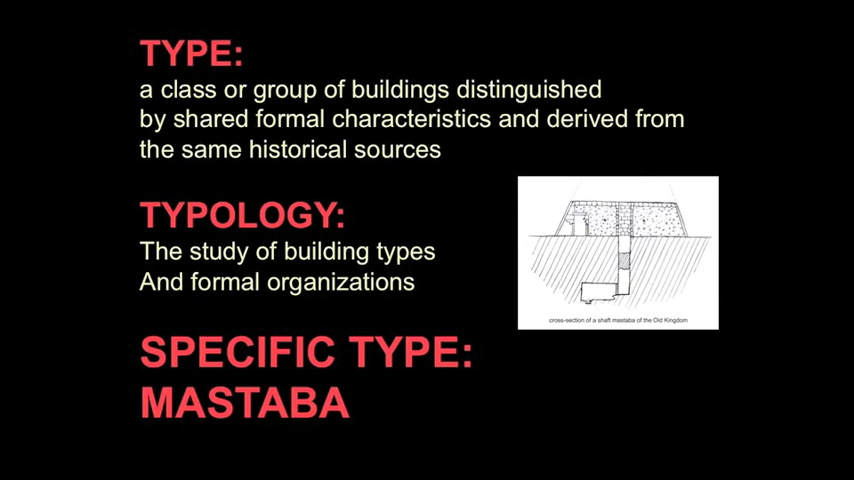 TYPE:
a class or group of buildings distinguished
by shared formal characteristics and derived from
the same historical sources
TYPOLOGY:
The study of building types
And formal organizations
cross-section of a shaft mastaba of the Old Kingdom
SPECIFIC TYPE:
MASTABA